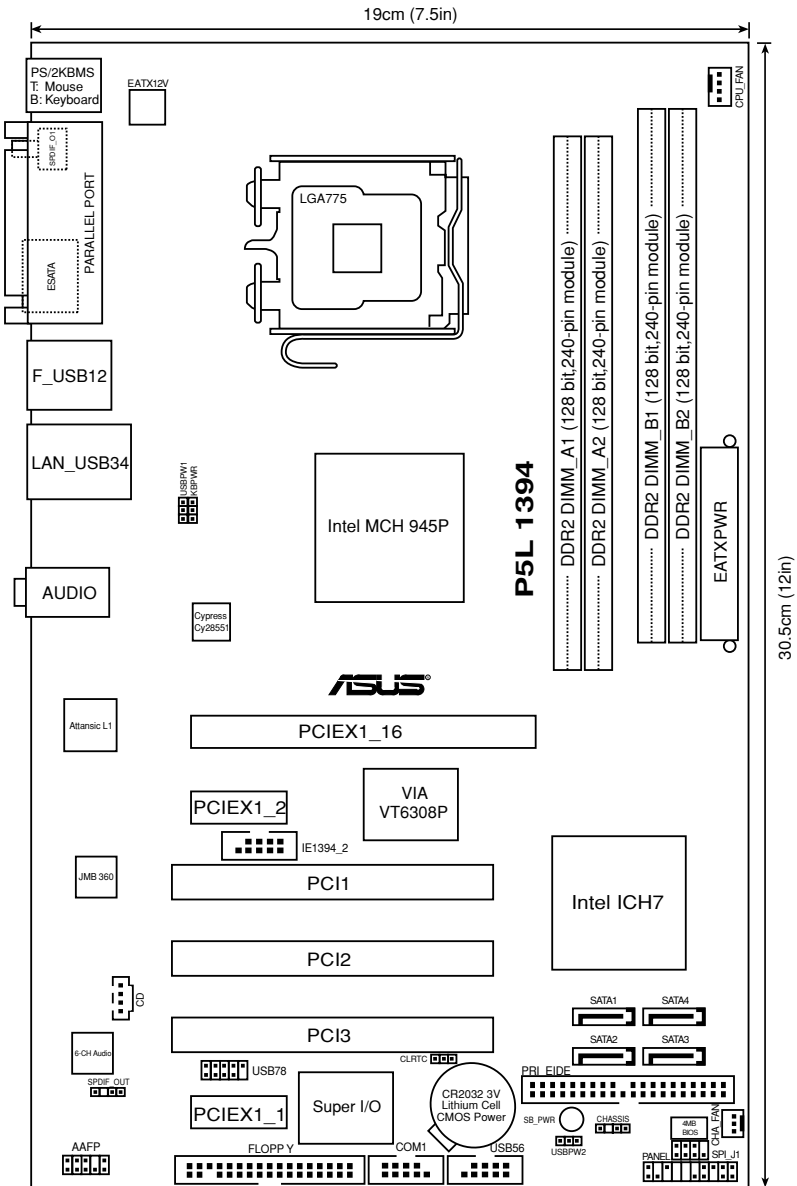 19cm (7.5in)
PS/2KBMS
T: Mouse
B: Keyboard
EATX12V
CPU_FAN
SPDIF_O1
PARALLEL PORT
ESATA
LGA775
DDR2 DIMM_A1 (128 bit,240-pin module)
DDR2 DIMM_A2 (128 bit,240-pin module)
DDR2 DIMM_B1 (128 bit,240-pin module)
DDR2 DIMM_B2 (128 bit,240-pin module)
F_USB12
LAN_USB34
USBPW1
KBPWR
Intel MCH 945P
P5L 1394
EATXPWR
30.5cm (12in)
AUDIO
Cypress
Cy28551
ASUS®
Attansic L1
PCIEX1_16
PCIEX1_2
VIA
VT6308P
IE1394_2
JMB 360
PCI1
Intel ICH7
PCI2
CD
SATA1
SATA4
PCI3
6-CH Audio
SATA2
SATA3
CLRTC
USB78
PRI_EIDE
SPDIF_OUT
PCIEX1_1
Super I/O
CR2032 3V
Lithium Cell
CMOS Power
SB_PWR
CHASSIS
4MB
BIOS
CHA_FAN
USBPW2
AAFP
FLOPP Y
COM1
USB56
PANEL
SPI_J1